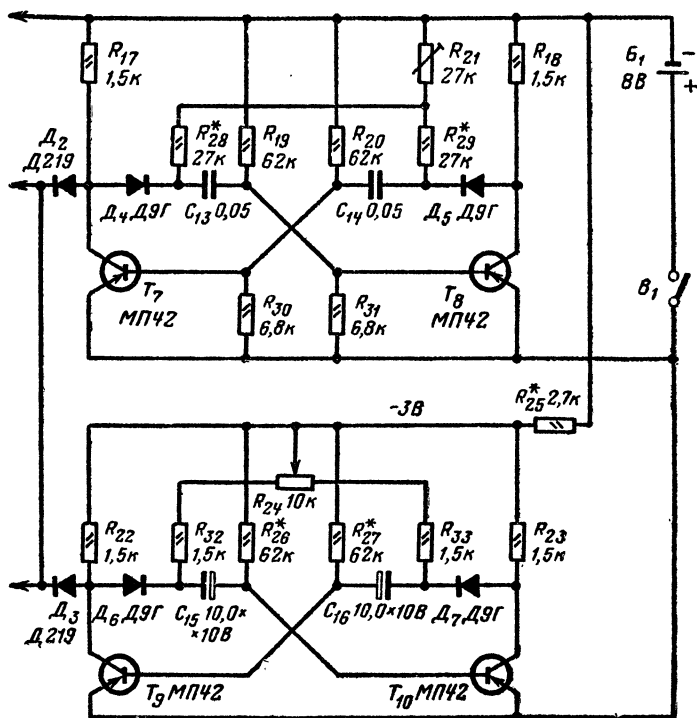 R17
1,5к
R*28
27к
R19
62к
R20
62к
R21
27к
R*29
27к
R18
1,5к
Б1
8В
-
+
Д2
Д219
Д4 Д9Г
C13 0,05
C14 0,05
Д5 Д9Г
T7
МП42
R30
6,8к
R31
6,8к
T8
МП42
В1
-3В
R*25 2,7к
R22
1,5к
R32
1,5к
R24 10к
R*26
62к
R*27
62к
R33
1,5к
R23
1,5к
Д3
Д219
Д6 Д9Г
C15 10,0×
×10В
C16 10,0×10В
Д7 Д9Г
T9 МП42
T10 МП42